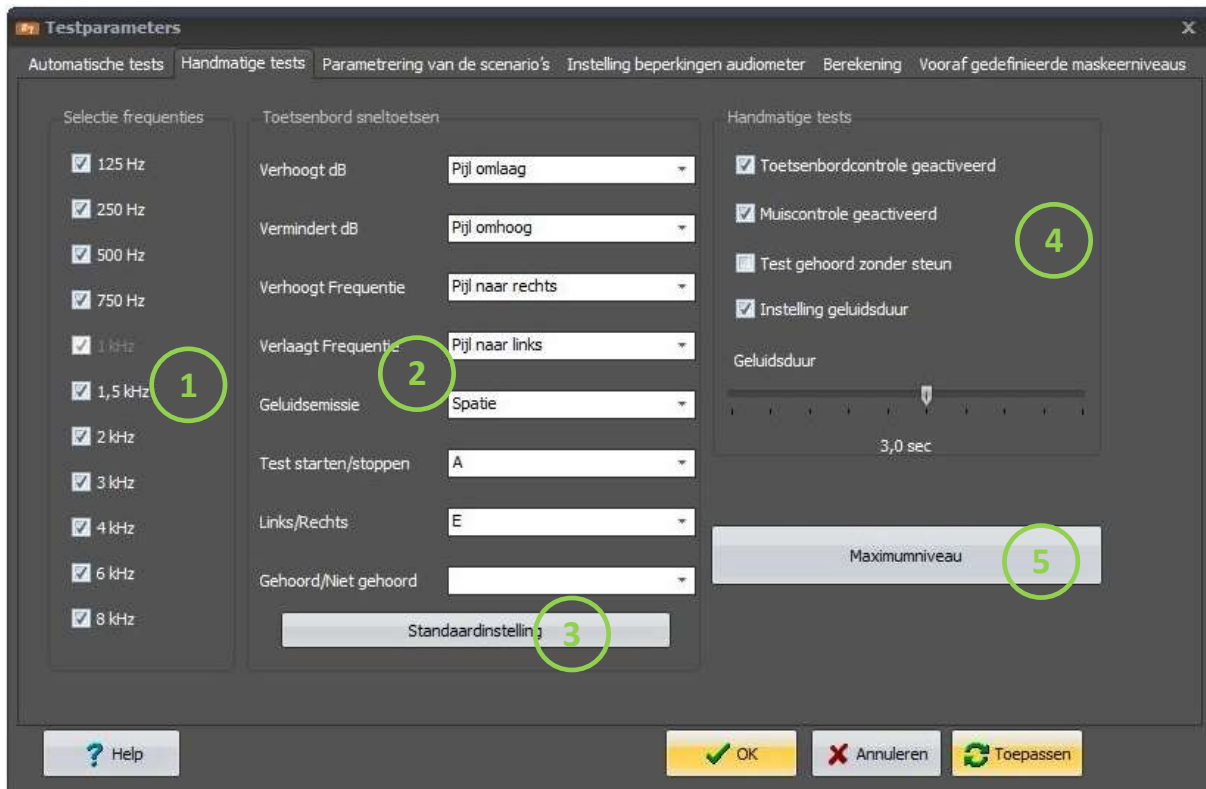 Testparameters
Automatische tests Handmatige tests Parametrering van de scenario's Instelling beperkingen audiometer Berekening Vooraf gedefinieerde maskeerniveaus
Selectie frequenties
125 Hz
250 Hz
500 Hz
750 Hz
1 kHz
1,5 kHz
2 kHz
3 kHz
4 kHz
6 kHz
8 kHz
1
Toetsenbord sneltoetsen
Verhoogt dB Pijl omlaag
Vermindert dB Pijl omhoog
Verhoogt Frequentie Pijl naar rechts
Verlaagt Frequentie Pijl naar links
2
Geluidsemissie Spatie
Test starten/stoppen A
Links/Rechts E
Gehoord/Niet gehoord
Standaardinstelling 3
Handmatige tests
Toetsenbordcontrole geactiveerd
Muiscontrole geactiveerd
4
Test gehoord zonder steun
Instelling geluidsduur
Geluidsduur
3,0 sec
Maximumniveau 5
? Help OK Annuleren Toepassen